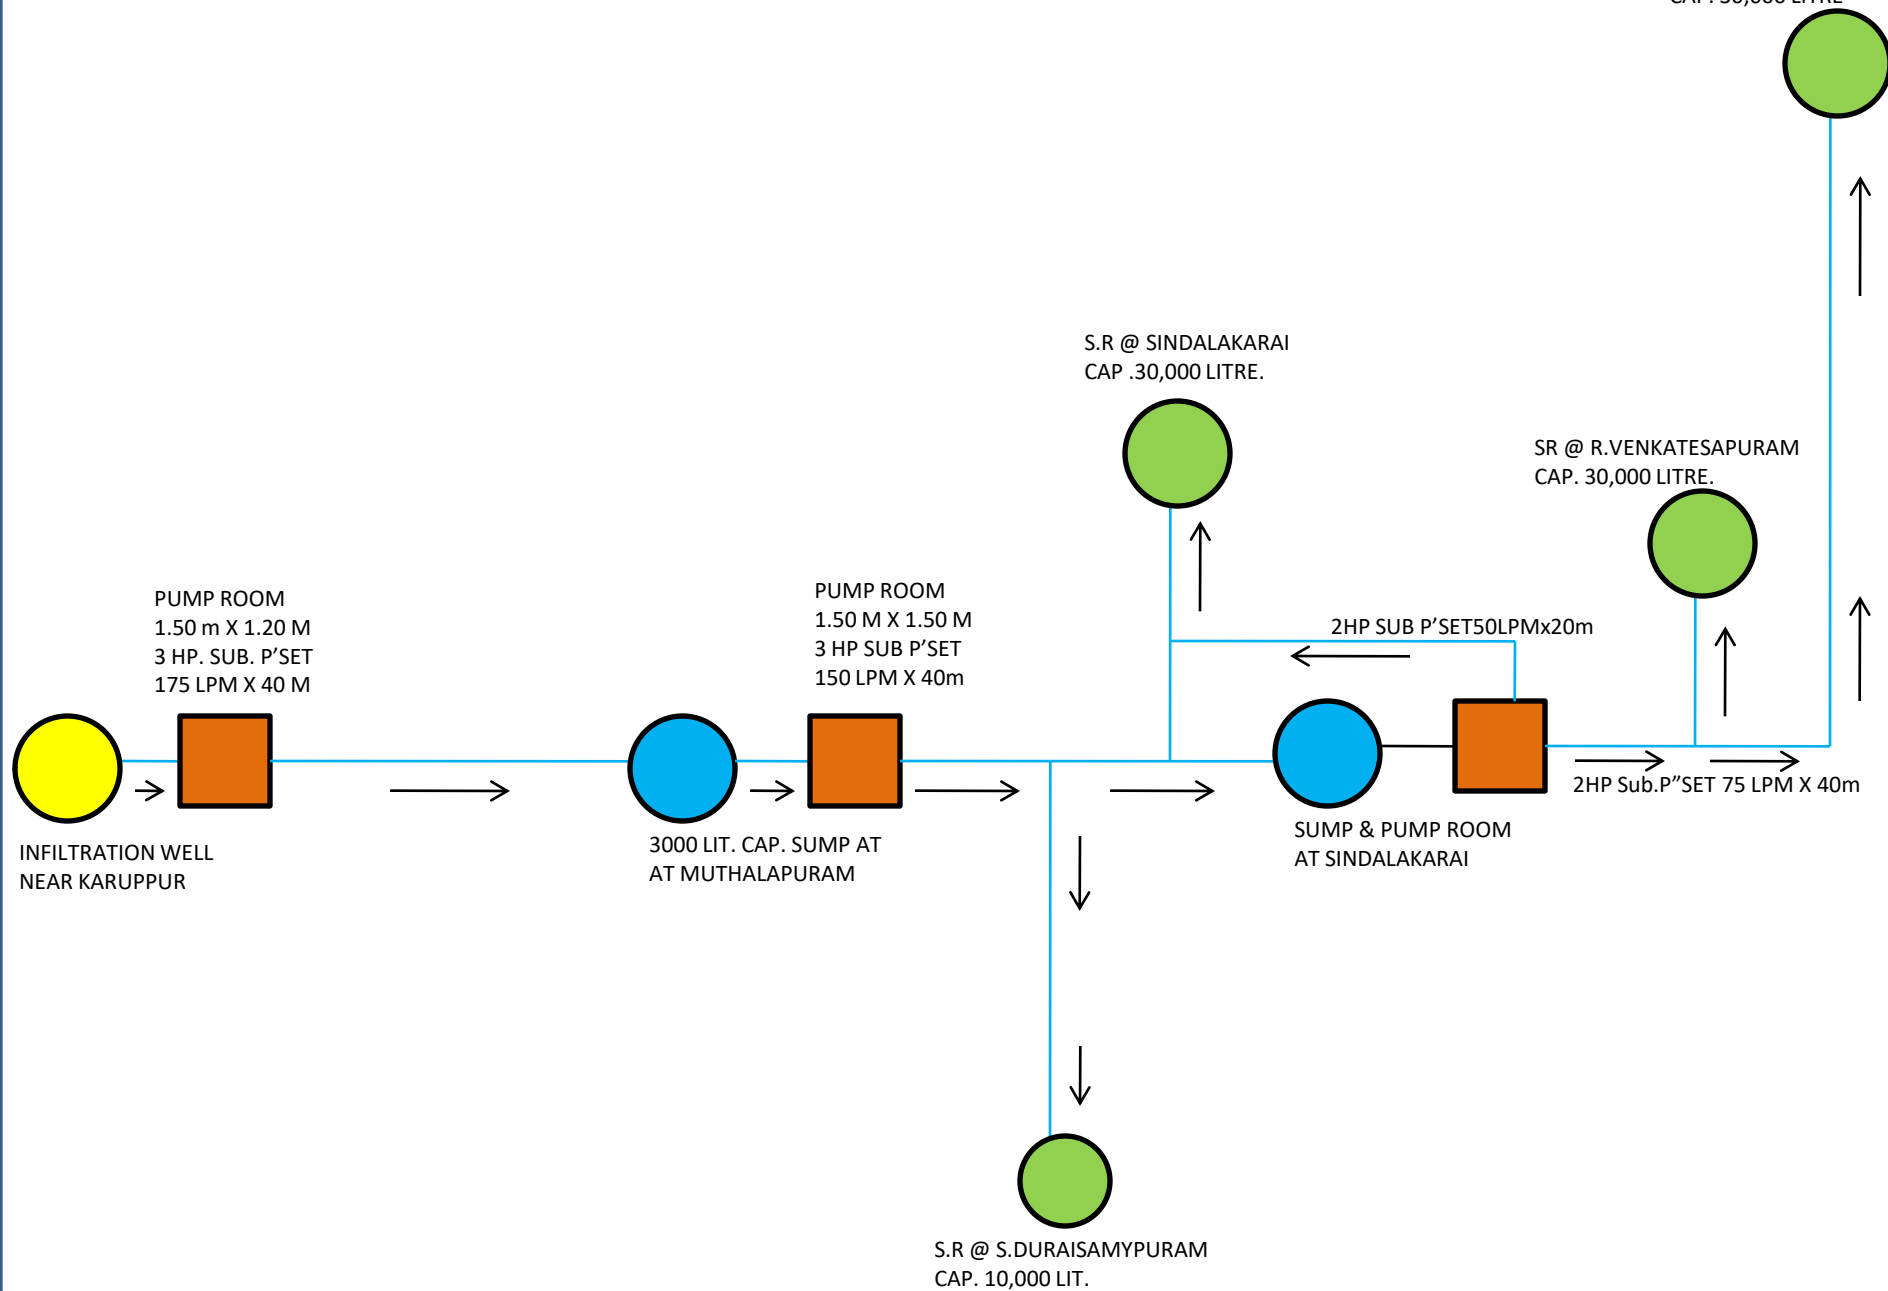 S.R @ SINDALAKARAI
CAP .30,000 LITRE.
SR @ R.VENKATESAPURAM
CAP. 30,000 LITRE.
PUMP ROOM
1.50 m X 1.20 M
3 HP. SUB. P'SET
175 LPM X 40 M
PUMP ROOM
1.50 M X 1.50 M
3 HP SUB P'SET
150 LPM X 40m
2HP SUB P'SET50LPMx20m
2HP Sub.P"SET 75 LPM X 40m
INFILTRATION WELL
NEAR KARUPPUR
3000 LIT. CAP. SUMP AT
AT MUTHALAPURAM
SUMP & PUMP ROOM
AT SINDALAKARAI
S.R @ S.DURAISAMYPURAM
CAP. 10,000 LIT.